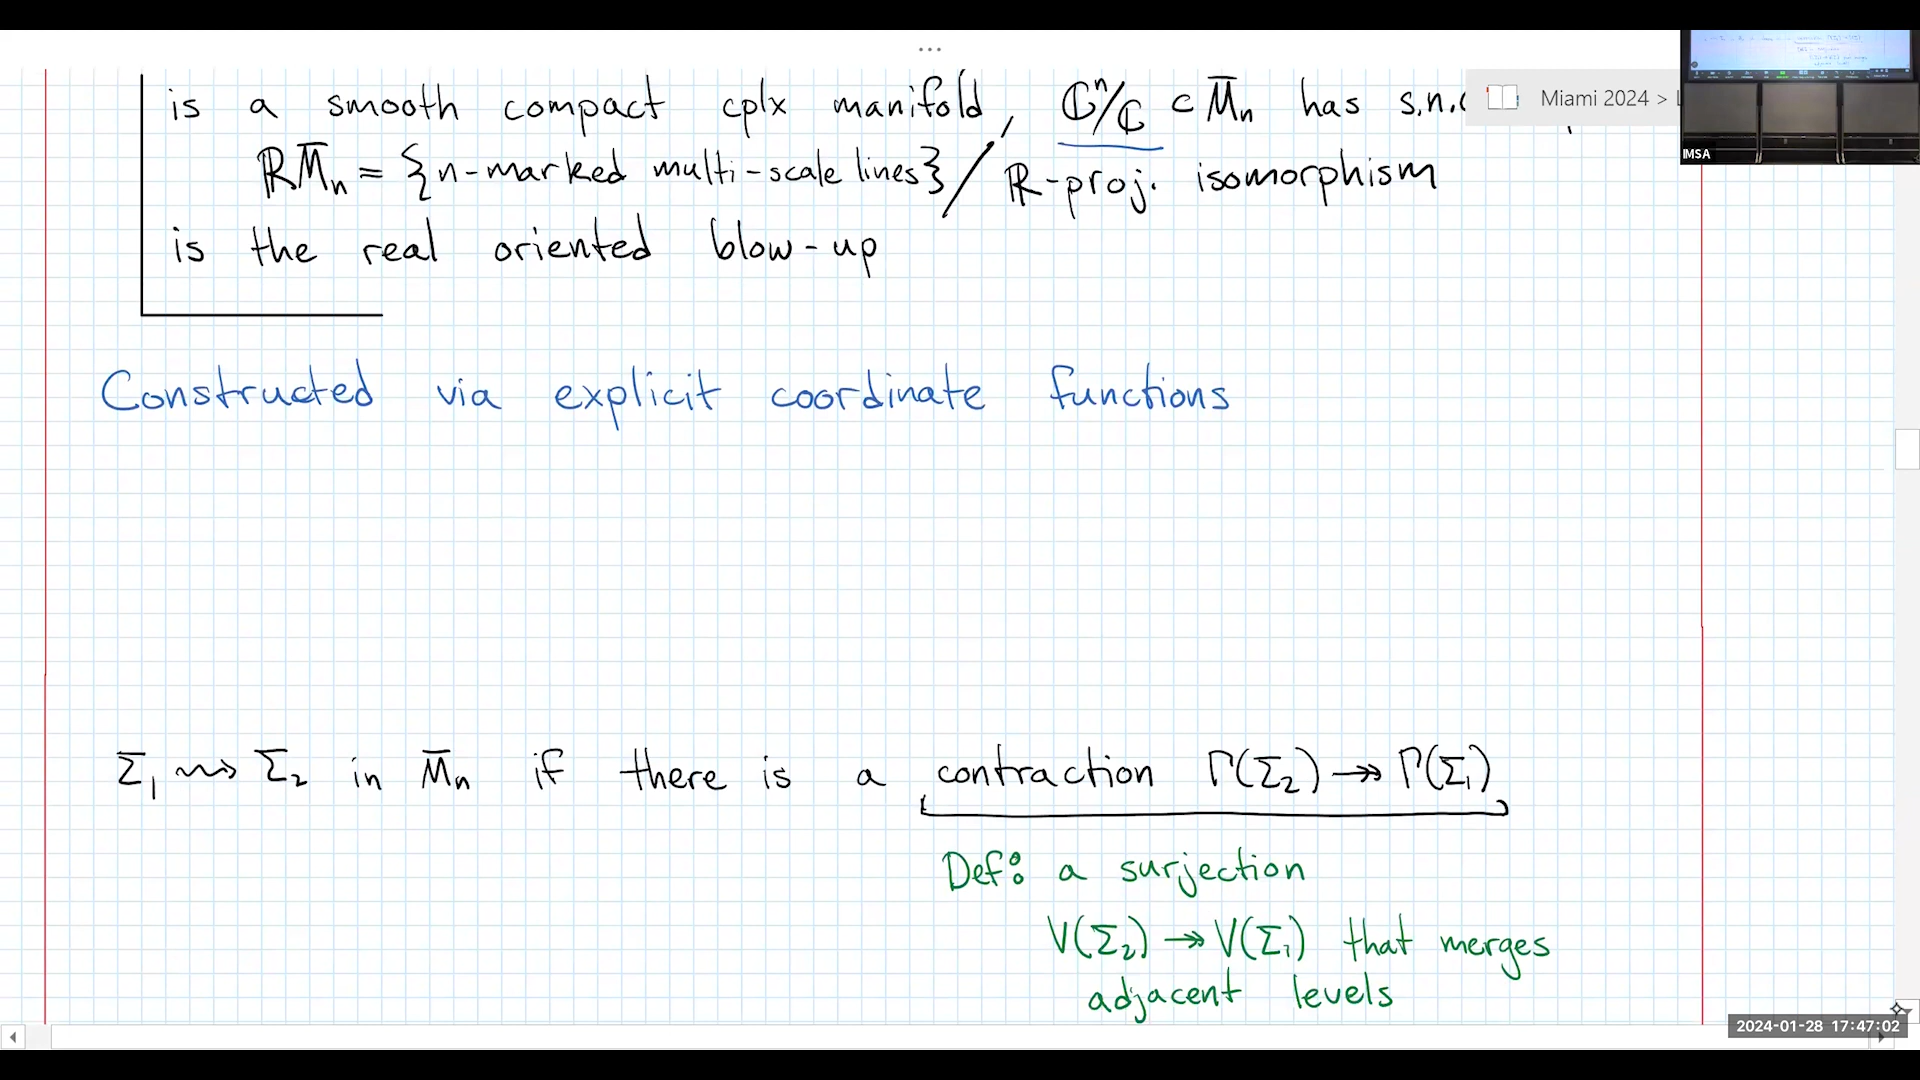 ...
is a smooth compact cplx manifold, ℂⁿ/ℂ ⊂ M̄ₙ has s.n.c
Miami 2024 > L
IMSA
ℝM̄ₙ = {n-marked multi-scale lines} / ℝ-proj. isomorphism
is the real oriented blow-up
Constructed via explicit coordinate functions
Σ₁ ⇝ Σ₂ in M̄ₙ if there is a contraction Γ(Σ₂) ↠ Γ(Σ₁)
Def: a surjection
V(Σ₂) ↠ V(Σ₁) that merges
adjacent levels
2024-01-28 17:47:02